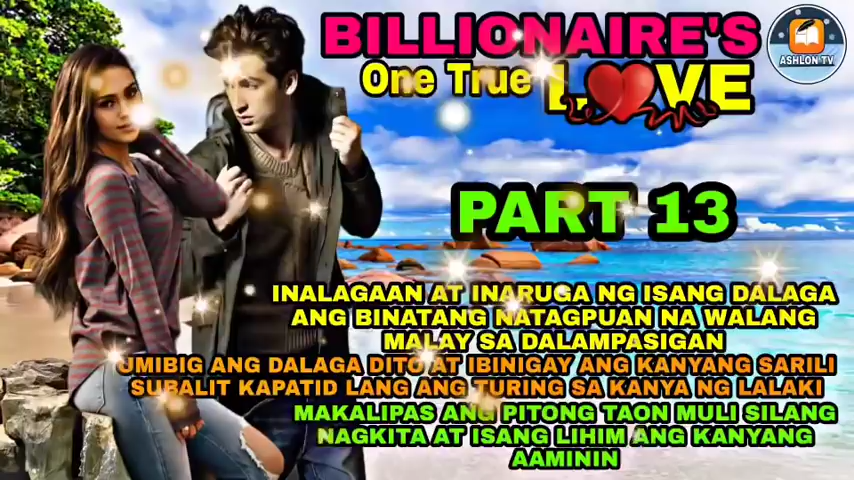 BILLIONAIRE'S
One True LOVE
ASHLON TV
PART 13
INALAGAAN AT INARUGA NG ISANG DALAGA
ANG BINATANG NATAGPUAN NA WALANG
MALAY SA DALAMPASIGAN
UMIBIG ANG DALAGA DITO AT IBINIGAY ANG KANYANG SARILI
SUBALIT KAPATID LANG ANG TURING SA KANYA NG LALAKI
MAKALIPAS ANG PITONG TAON MULI SILANG
NAGKITA AT ISANG LIHIM ANG KANYANG
AAMININ